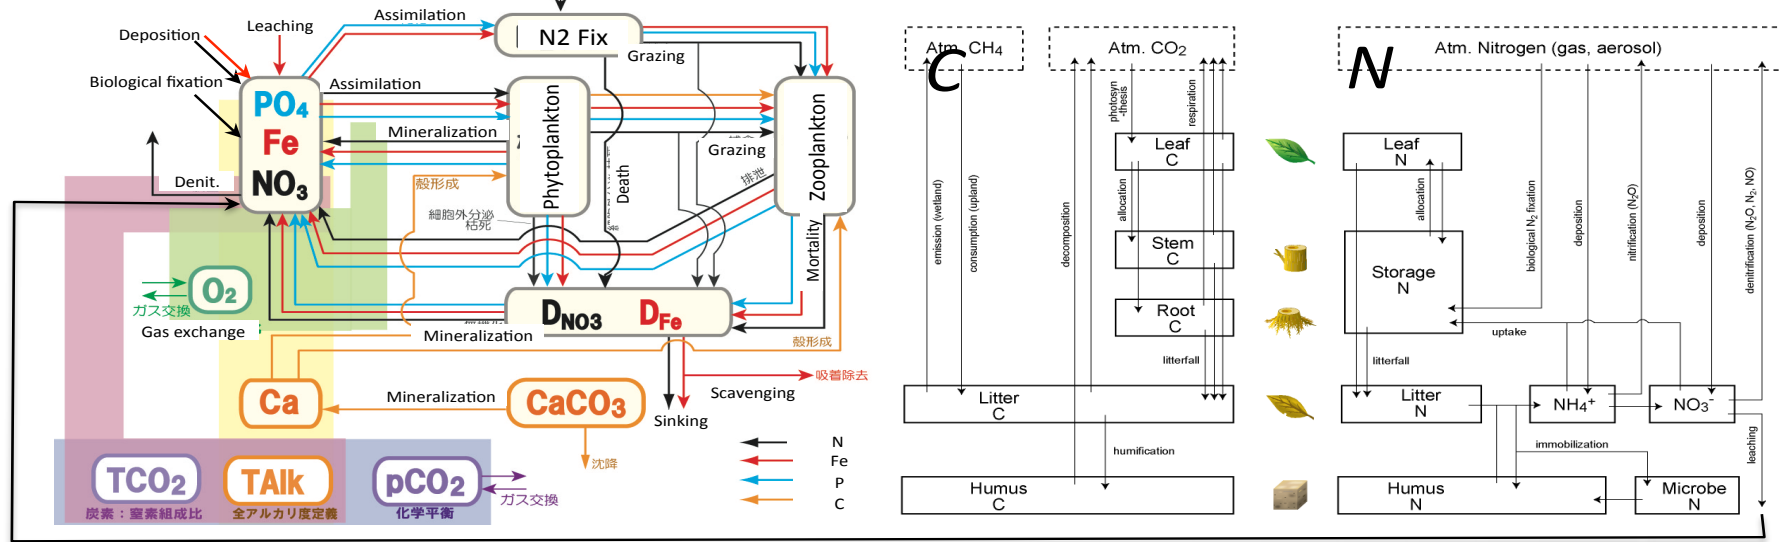 Assimilation
Deposition
Leaching
N2 Fix
Grazing
Biological fixation
Assimilation
PO4
Fe
NO3
Mineralization
Phytoplankton
Zooplankton
Grazing
Death
排泄
Denit.
殻形成
細胞外分泌
枯死
Mortality
O2
ガス交換
Gas exchange
DNO3
DFe
Mineralization
殻形成
Ca
Mineralization
CaCO3
吸着除去
Scavenging
Sinking
沈降
N
Fe
P
C
TCO2
炭素：窒素組成比
TAlk
全アルカリ度定義
pCO2
化学平衡
ガス交換
C
Atm. CH4
Atm. CO2
photosyn
-thesis
respiration
Leaf
C
emission (wetland)
consumption (upland)
decomposition
allocation
Stem
C
Root
C
litterfall
Litter
C
humification
Humus
C
N
Atm. Nitrogen (gas, aerosol)
Leaf
N
allocation
biological N2 fixation
deposition
nitrification (N2O)
deposition
denitrification (N2O, N2, NO)
Storage
N
uptake
litterfall
Litter
N
NH4+
NO3-
immobilization
leaching
Humus
N
Microbe
N